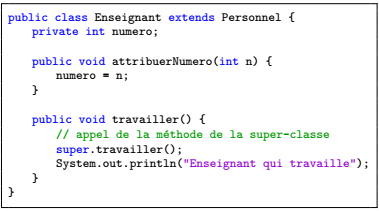 public class Enseignant extends Personnel {
    private int numero;

    public void attribuerNumero(int n) {
        numero = n;
    }

    public void travailler() {
        // appel de la méthode de la super-classe
        super.travailler();
        System.out.println("Enseignant qui travaille");
    }
}